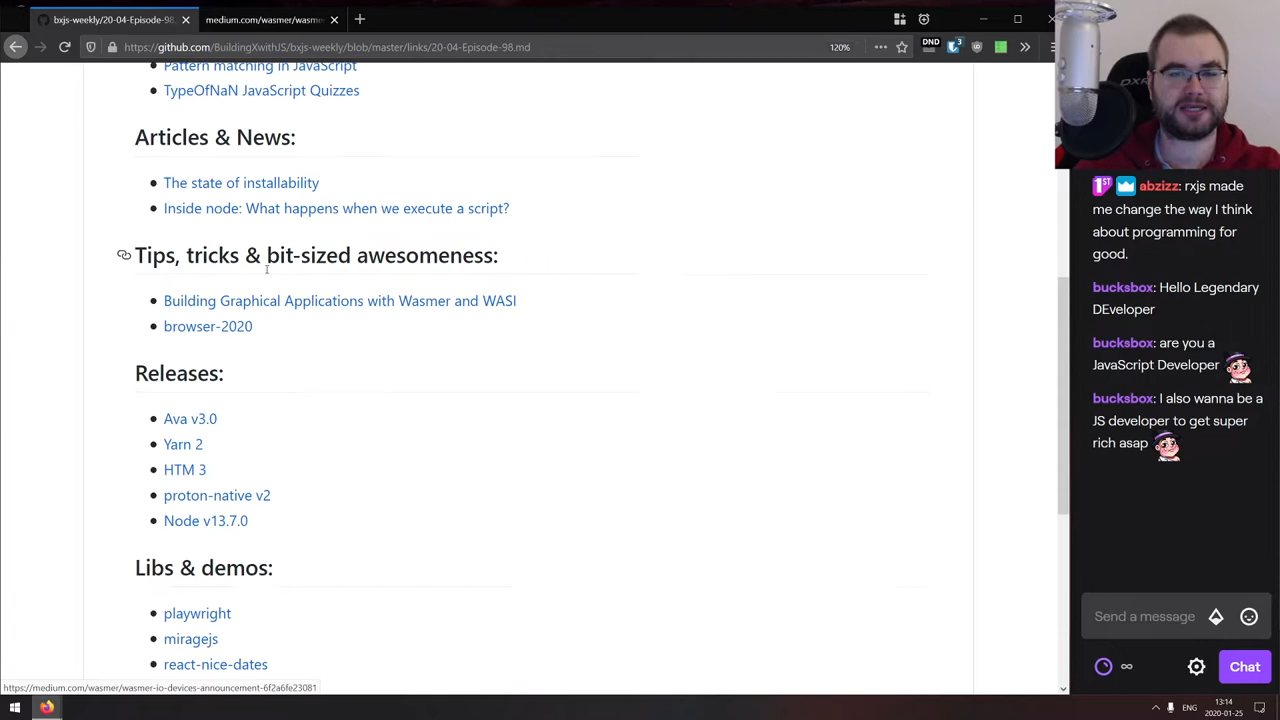 bxjs-weekly/20-04-Episode-98.
medium.com/wasmer/wasme
https://github.com/BuildingXwithJS/bxjs-weekly/blob/master/links/20-04-Episode-98.md
120%
DND
3
Pattern matching in JavaScript
TypeOfNaN JavaScript Quizzes
Articles & News:
The state of installability
Inside node: What happens when we execute a script?
Tips, tricks & bit-sized awesomeness:
Building Graphical Applications with Wasmer and WASI
browser-2020
Releases:
Ava v3.0
Yarn 2
HTM 3
proton-native v2
Node v13.7.0
Libs & demos:
playwright
miragejs
react-nice-dates
https://medium.com/wasmer/wasmer-io-devices-announcement-6f2a6fe23081
DXR
1ST abzizz: rxjs made
me change the way I think
about programming for
good.
bucksbox: Hello Legendary
DEveloper
bucksbox: are you a
JavaScript Developer
bucksbox: I also wanna be a
JS developer to get super
rich asap
Send a message
∞
Chat
ENG
13:14
2020-01-25